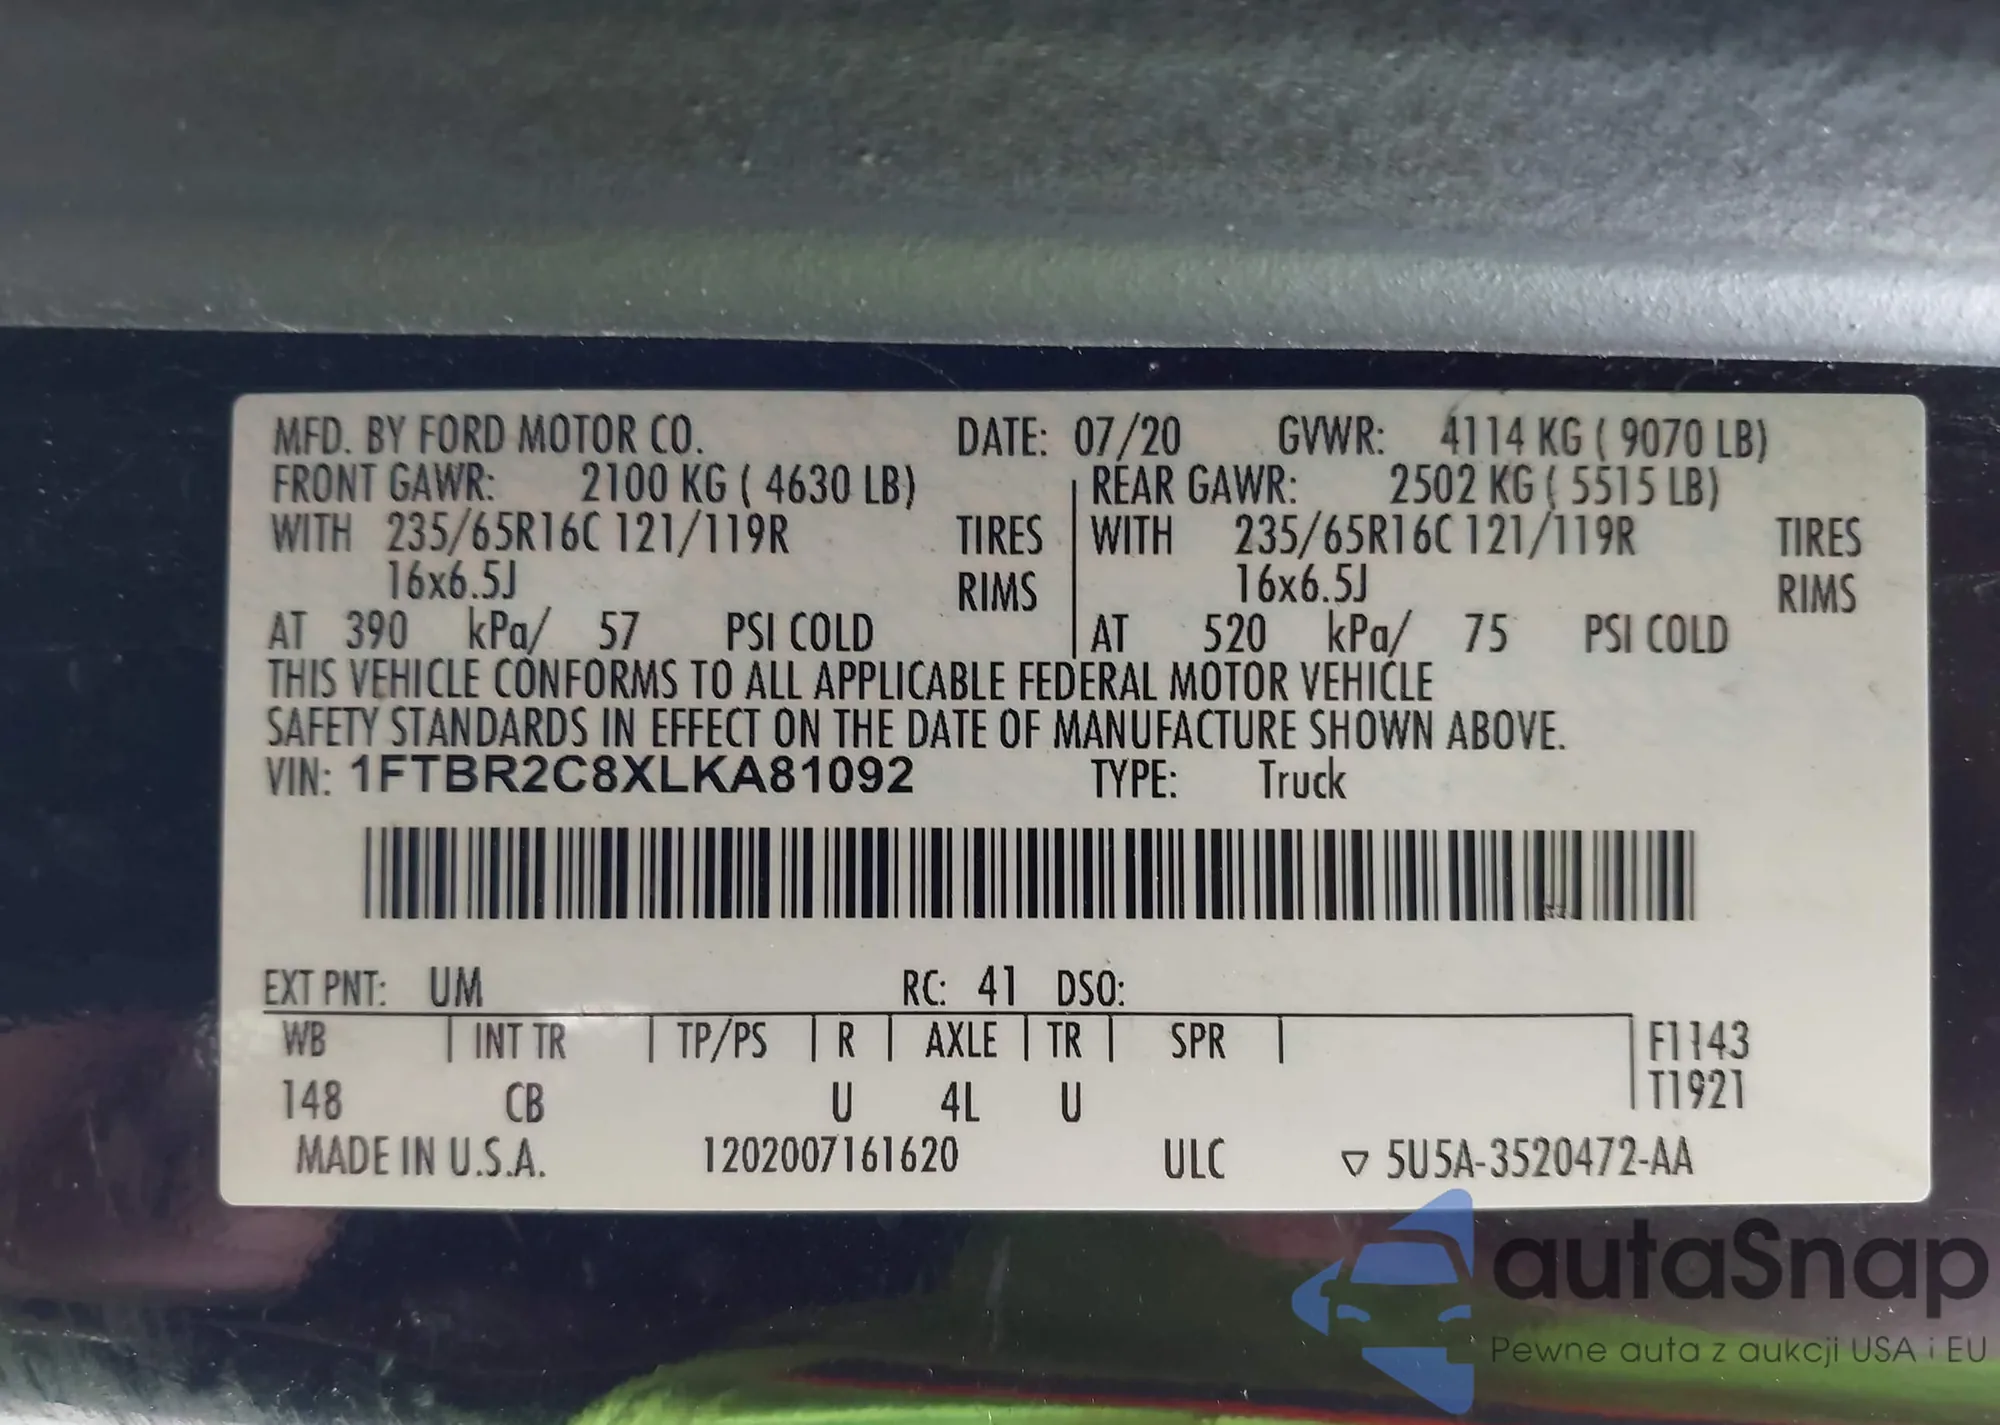 MFD. BY FORD MOTOR CO. DATE: 07/20 GVWR: 4114 KG ( 9070 LB)
FRONT GAWR: 2100 KG ( 4630 LB) REAR GAWR: 2502 KG ( 5515 LB)
WITH 235/65R16C 121/119R TIRES WITH 235/65R16C 121/119R TIRES
16x6.5J RIMS 16x6.5J RIMS
AT 390 kPa/ 57 PSI COLD AT 520 kPa/ 75 PSI COLD
THIS VEHICLE CONFORMS TO ALL APPLICABLE FEDERAL MOTOR VEHICLE
SAFETY STANDARDS IN EFFECT ON THE DATE OF MANUFACTURE SHOWN ABOVE.
VIN: 1FTBR2C8XLKA81092 TYPE: Truck
EXT PNT: UM RC: 41 DSO:
WB INT TR TP/PS R AXLE TR SPR F1143
T1921
148 CB U 4L U
MADE IN U.S.A. 1202007161620 ULC ▽ 5U5A-3520472-AA
autaSnap
Pewne auta z aukcji USA i EU